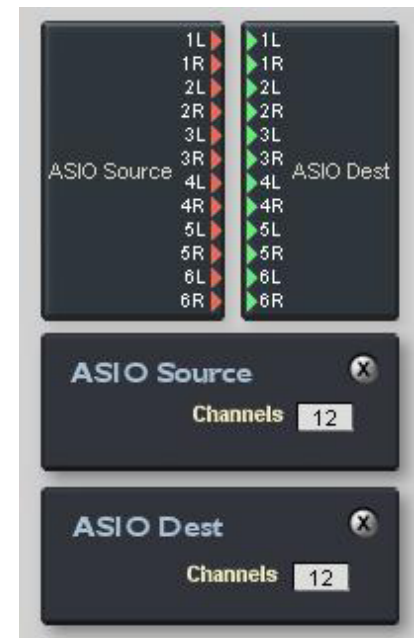 ASIO Source
1L
1R
2L
2R
3L
3R
4L
4R
5L
5R
6L
6R
1L
1R
2L
2R
3L
3R
4L
4R
5L
5R
6L
6R
ASIO Dest
ASIO Source X
Channels 12
ASIO Dest X
Channels 12